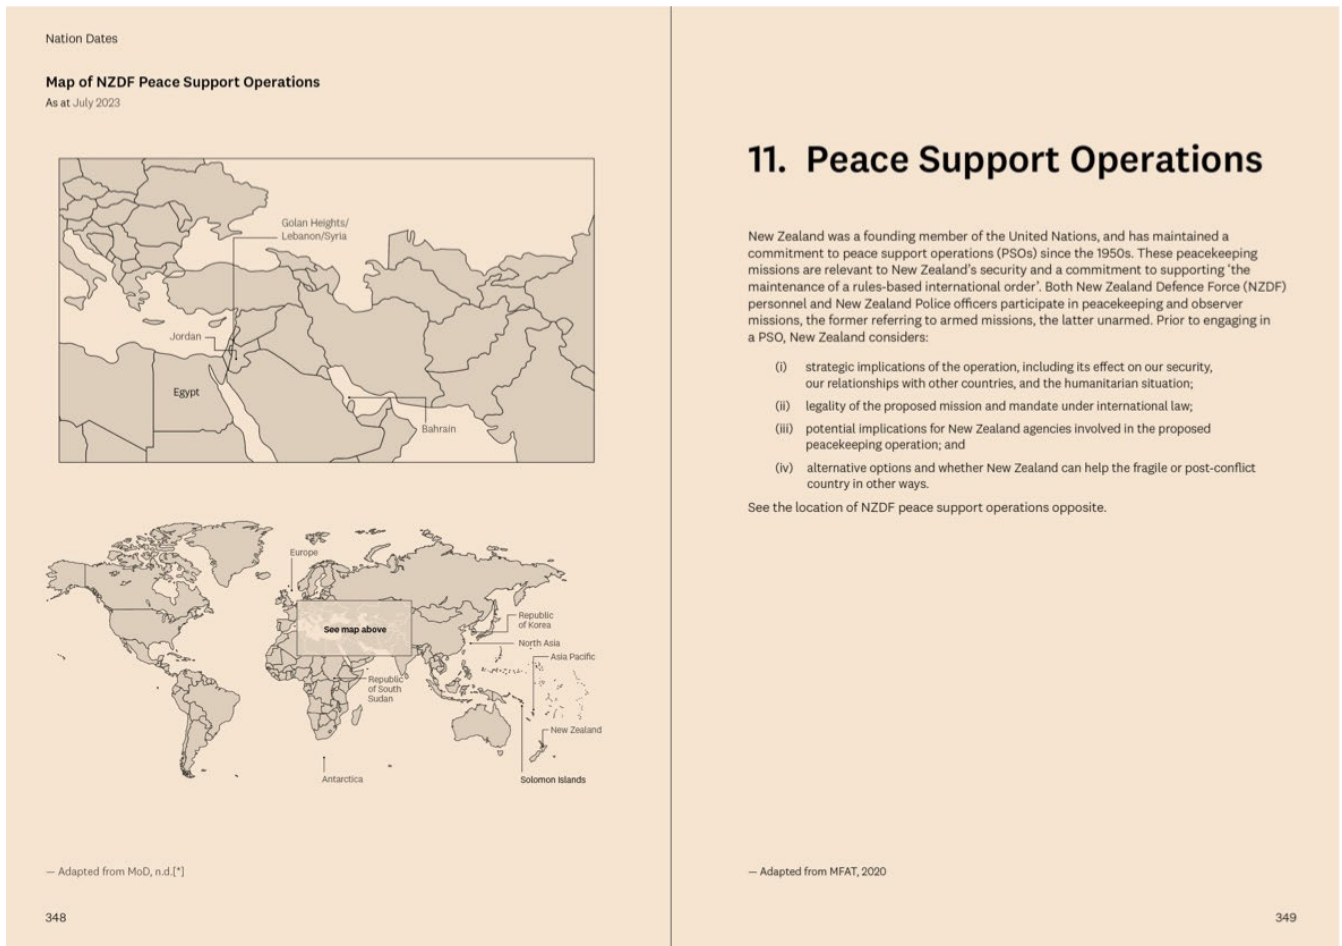 Nation Dates
Map of NZDF Peace Support Operations
As at July 2023
Golan Heights/
Lebanon/Syria
Jordan
Egypt
Bahrain
Europe
See map above
Republic
of Korea
North Asia
Asia Pacific
Republic
of South
Sudan
New Zealand
Antarctica
Solomon Islands
— Adapted from MoD, n.d.[*]
348
11. Peace Support Operations
New Zealand was a founding member of the United Nations, and has maintained a
commitment to peace support operations (PSOs) since the 1950s. These peacekeeping
missions are relevant to New Zealand's security and a commitment to supporting ‘the
maintenance of a rules-based international order’. Both New Zealand Defence Force (NZDF)
personnel and New Zealand Police officers participate in peacekeeping and observer
missions, the former referring to armed missions, the latter unarmed. Prior to engaging in
a PSO, New Zealand considers:
(i) strategic implications of the operation, including its effect on our security,
our relationships with other countries, and the humanitarian situation;
(ii) legality of the proposed mission and mandate under international law;
(iii) potential implications for New Zealand agencies involved in the proposed
peacekeeping operation; and
(iv) alternative options and whether New Zealand can help the fragile or post-conflict
country in other ways.
See the location of NZDF peace support operations opposite.
— Adapted from MFAT, 2020
349